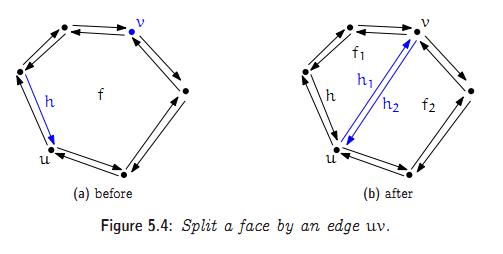 v
f
h
u
(a) before
v
f1
h1
h
h2
f2
u
(b) after
Figure 5.4: Split a face by an edge uv.